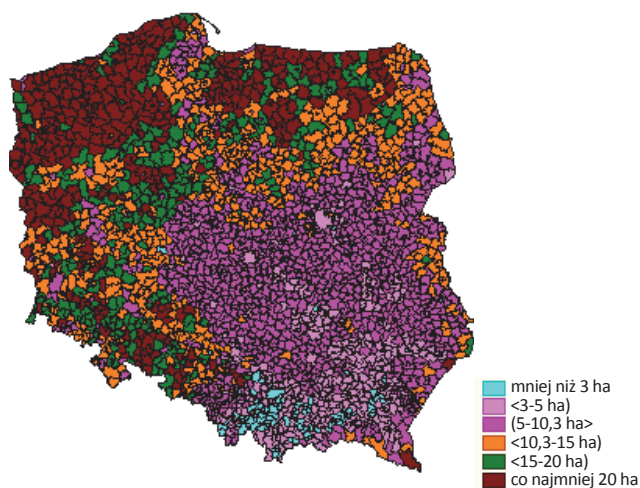 mniej niż 3 ha
<3-5 ha)
(5-10,3 ha>
<10,3-15 ha)
<15-20 ha)
co najmniej 20 ha